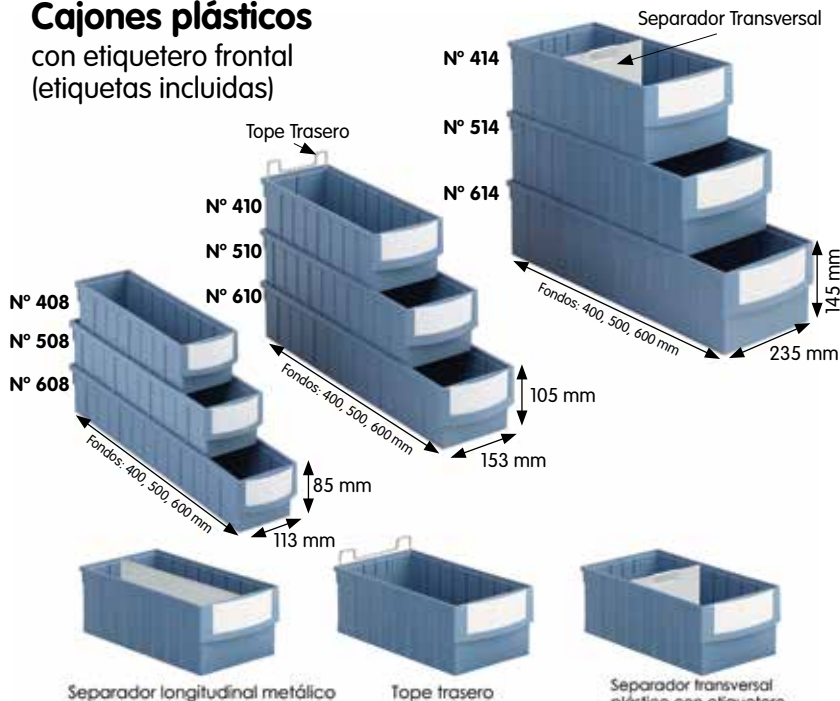 Cajones plásticos
con etiquetero frontal
(etiquetas incluidas)
Separador Transversal
Nº 414
Nº 514
Nº 614
Fondos: 400, 500, 600 mm
235 mm
145 mm
Tope Trasero
Nº 410
Nº 510
Nº 610
Fondos: 400, 500, 600 mm
153 mm
105 mm
Nº 408
Nº 508
Nº 608
Fondos: 400, 500, 600 mm
113 mm
85 mm
Separador longitudinal metálico
Tope trasero
Separador transversal
plástico con etiquetero